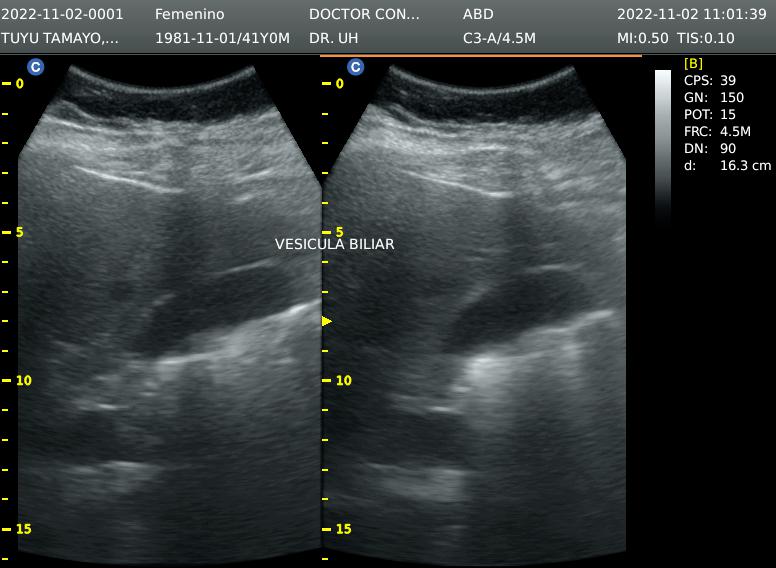 2022-11-02-0001 Femenino DOCTOR CON... ABD 2022-11-02 11:01:39
TUYU TAMAYO,... 1981-11-01/41Y0M DR. UH C3-A/4.5M MI:0.50 TIS:0.10
C C
[B]
CPS: 39
GN: 150
POT: 15
FRC: 4.5M
DN: 90
d: 16.3 cm
0 0
5 5
VESICULA BILIAR
10 10
15 15